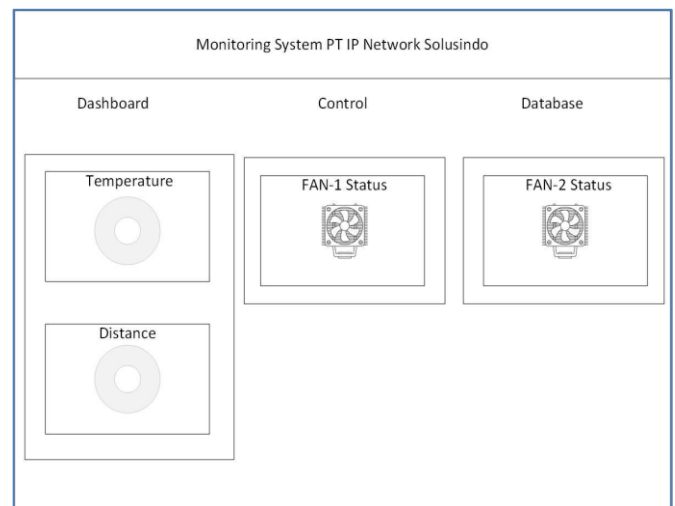 Monitoring System PT IP Network Solusindo
Dashboard
Control
Database
Temperature
FAN-1 Status
FAN-2 Status
Distance